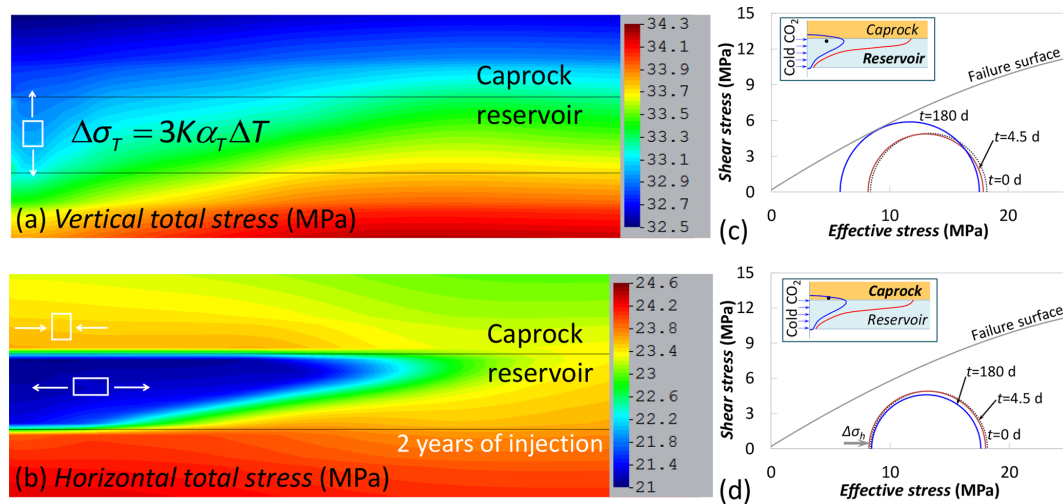 (a) Vertical total stress (MPa)
Caprock
reservoir
Δσ_T = 3Kα_TΔT
34.3
34.1
33.9
33.7
33.5
33.3
33.1
32.9
32.7
32.5
(b) Horizontal total stress (MPa)
Caprock
reservoir
2 years of injection
24.6
24.2
23.8
23.4
23
22.6
22.2
21.8
21.4
21
(c)
Shear stress (MPa)
15
12
9
6
3
0
0
5
10
15
20
Effective stress (MPa)
Cold CO2
Caprock
Reservoir
Failure surface
t=180 d
t=4.5 d
t=0 d
(d)
Shear stress (MPa)
15
12
9
6
3
0
0
5
10
15
20
Effective stress (MPa)
Cold CO2
Caprock
Reservoir
Failure surface
t=180 d
t=4.5 d
t=0 d
Δσ_h